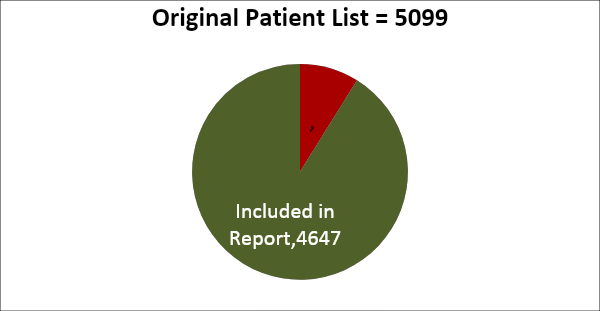 Original Patient List = 5099
,
Included in
Report,4647